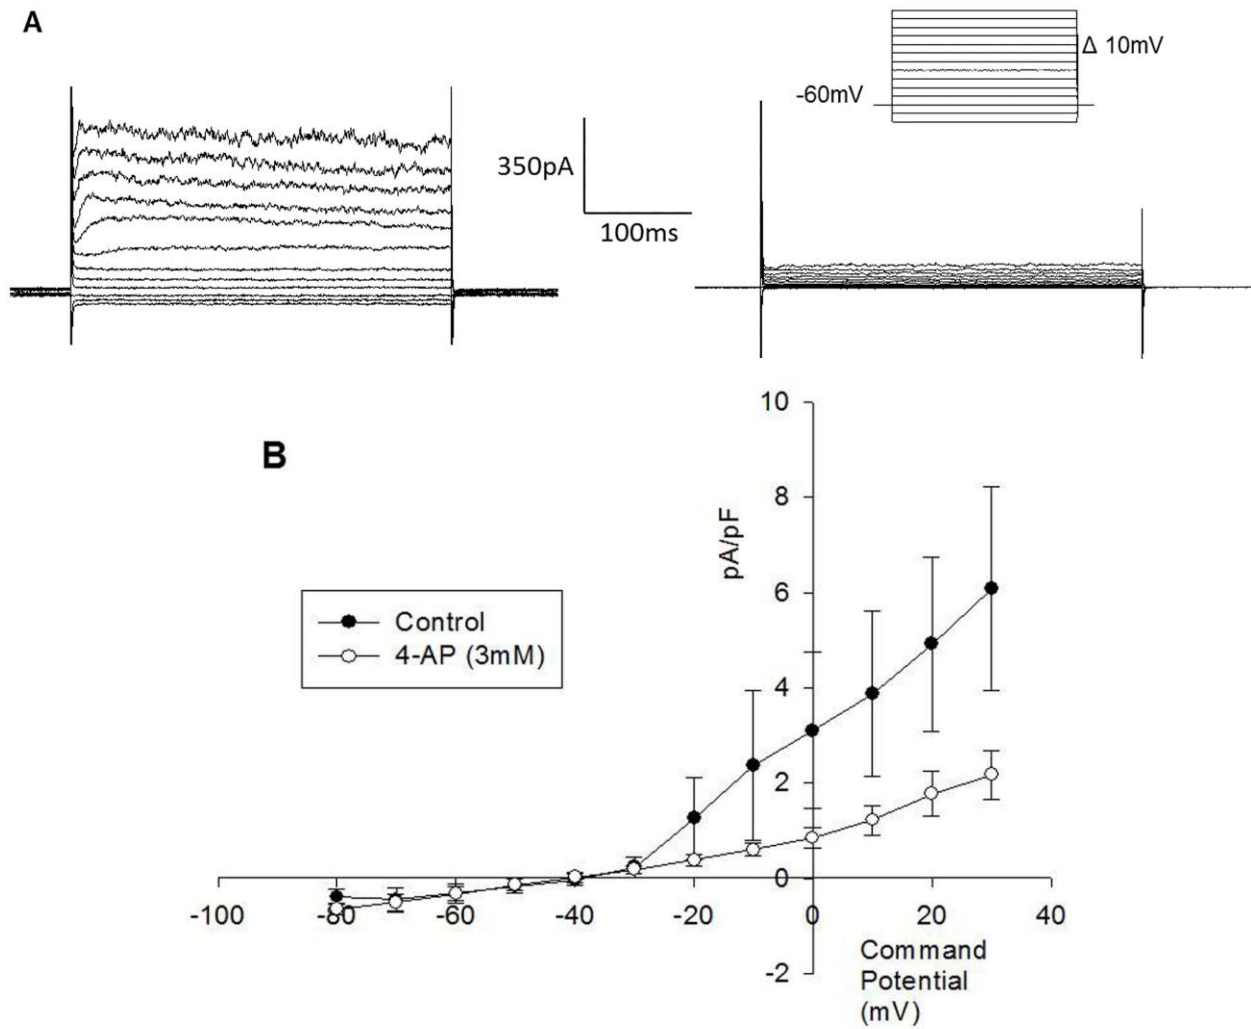 A
-60mV
Δ 10mV
350pA
100ms
B
pA/pF
10
8
6
4
2
0
-2
Control
4-AP (3mM)
-100
-80
-60
-40
-20
0
20
40
Command
Potential
(mV)